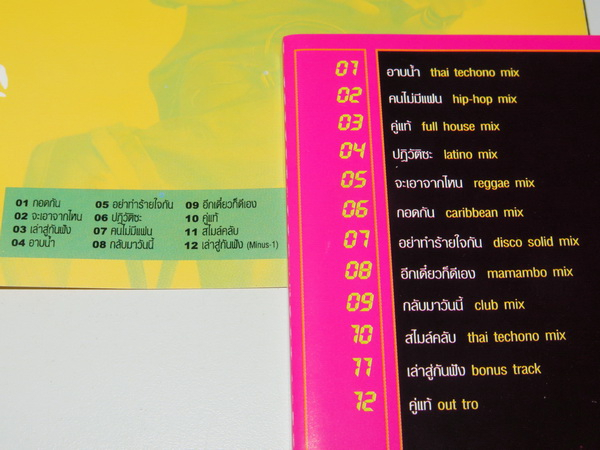 01 กอดกัน
02 จะเอาจากไหน
03 เล่าสู่กันฟัง
04 อาบน้ำ
05 อย่าทำร้ายใจกัน
06 ปฏิวัติซะ
07 คนไม่มีแฟน
08 กลับมาวันนี้
09 อีกเดี๋ยวก็ดีเอง
10 คู่แท้
11 สไมล์คลับ
12 เล่าสู่กันฟัง (Minus-1)
01 อาบน้ำ thai techono mix
02 คนไม่มีแฟน hip-hop mix
03 คู่แท้ full house mix
04 ปฏิวัติซะ latino mix
05 จะเอาจากไหน reggae mix
06 กอดกัน caribbean mix
07 อย่าทำร้ายใจกัน disco solid mix
08 อีกเดี๋ยวก็ดีเอง mamambo mix
09 กลับมาวันนี้ club mix
10 สไมล์คลับ thai techono mix
11 เล่าสู่กันฟัง bonus track
12 คู่แท้ out tro